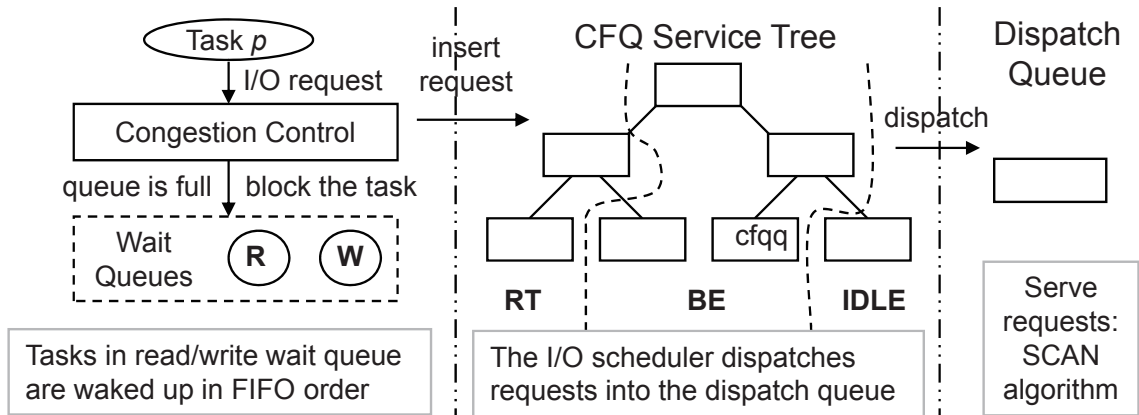 Task p
I/O request
Congestion Control
queue is full
block the task
Wait
Queues
R
W
Tasks in read/write wait queue
are waked up in FIFO order
insert
request
CFQ Service Tree
cfqq
RT
BE
IDLE
The I/O scheduler dispatches
requests into the dispatch queue
dispatch
Dispatch
Queue
Serve
requests:
SCAN
algorithm